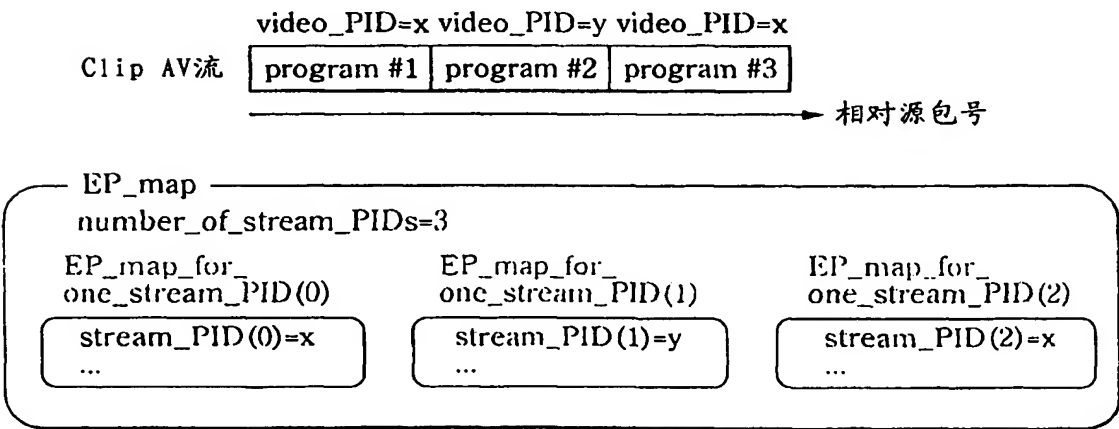 video_PID=x video_PID=y video_PID=x
Clip AV流 program #1 program #2 program #3
相对源包号
EP_map
number_of_stream_PIDs=3
EP_map_for_ EP_map_for_ EP_map_for_
one_stream_PID(0) one_stream_PID(1) one_stream_PID(2)
stream_PID(0)=x stream_PID(1)=y stream_PID(2)=x
... ... ...